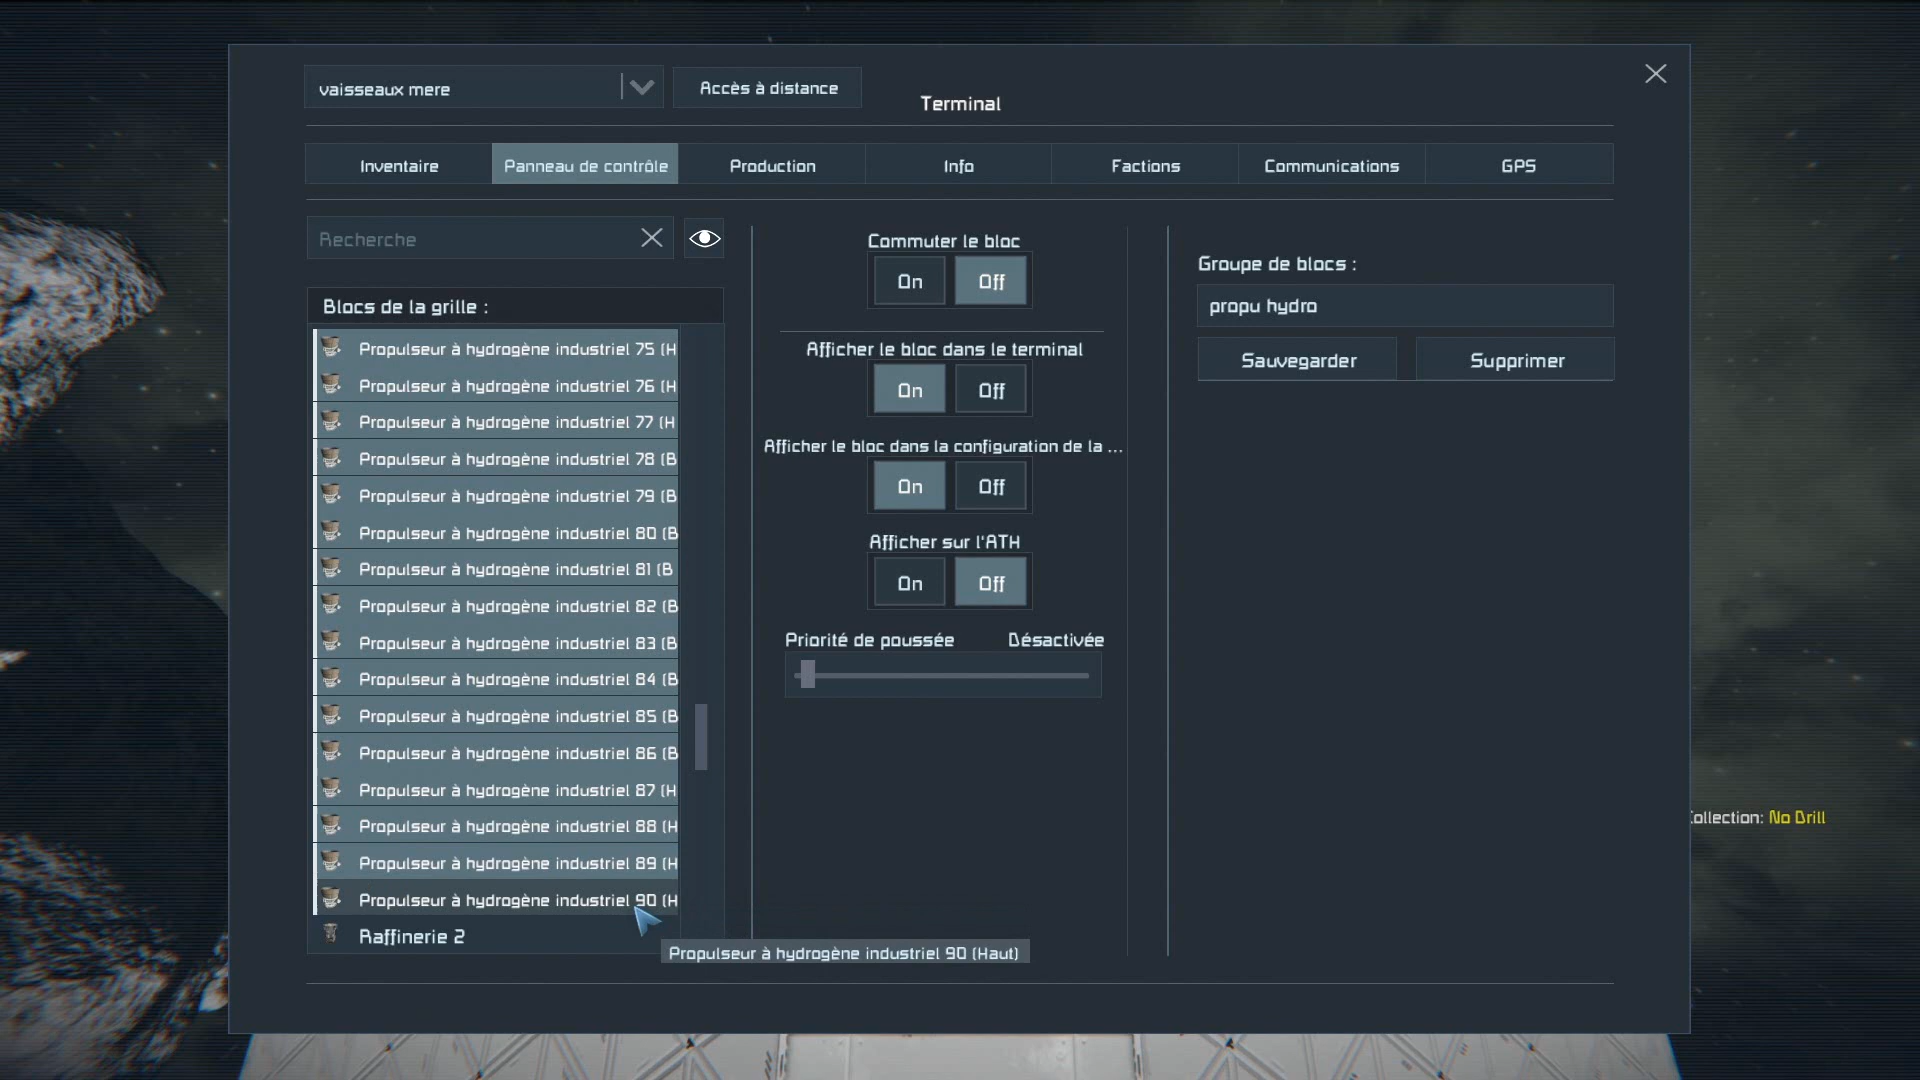 vaisseaux mere
Accès à distance
Terminal
Inventaire
Panneau de contrôle
Production
Info
Factions
Communications
GPS
Recherche
Blocs de la grille :
Propulseur à hydrogène industriel 75 (H
Propulseur à hydrogène industriel 76 (H
Propulseur à hydrogène industriel 77 (H
Propulseur à hydrogène industriel 78 (B
Propulseur à hydrogène industriel 79 (B
Propulseur à hydrogène industriel 80 (B
Propulseur à hydrogène industriel 81 (B
Propulseur à hydrogène industriel 82 (B
Propulseur à hydrogène industriel 83 (B
Propulseur à hydrogène industriel 84 (B
Propulseur à hydrogène industriel 85 (B
Propulseur à hydrogène industriel 86 (B
Propulseur à hydrogène industriel 87 (H
Propulseur à hydrogène industriel 88 (H
Propulseur à hydrogène industriel 89 (H
Propulseur à hydrogène industriel 90 (H
Raffinerie 2
Propulseur à hydrogène industriel 90 (Haut)
Commuter le bloc
On Off
Afficher le bloc dans le terminal
On Off
Afficher le bloc dans la configuration de la ...
On Off
Afficher sur l'ATH
On Off
Priorité de poussée Désactivée
Groupe de blocs :
propu hydro
Sauvegarder Supprimer
Collection: No Drill